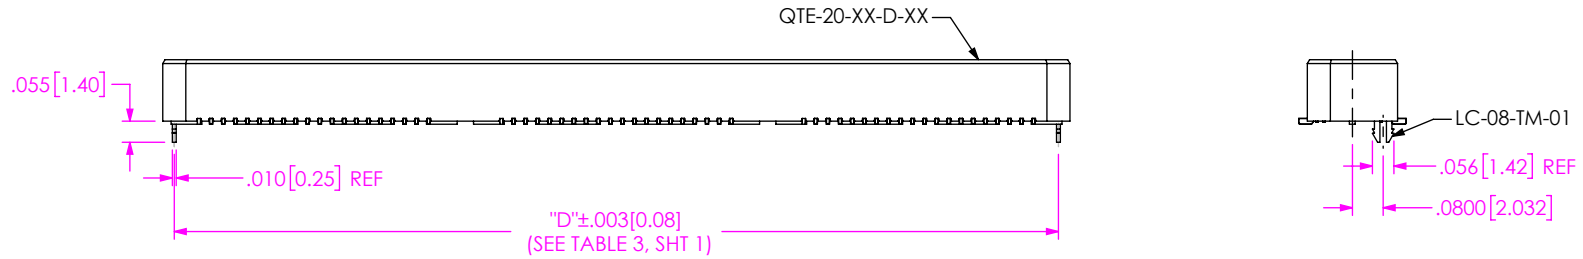 QTE-20-XX-D-XX
.055[1.40]
.010[0.25] REF
"D"±.003[0.08]
(SEE TABLE 3, SHT 1)
LC-08-TM-01
.056[1.42] REF
.0800[2.032]